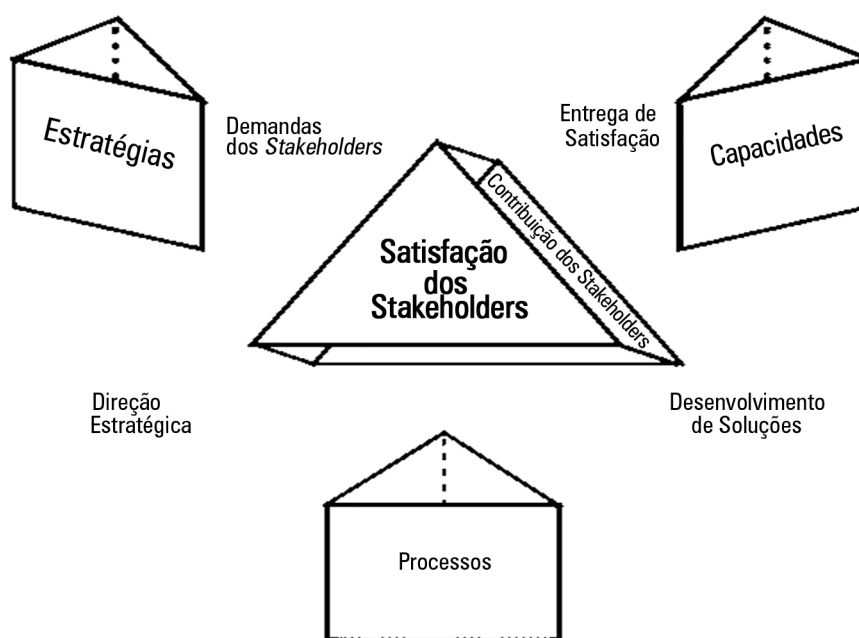 Estratégias
Demandas
dos Stakeholders
Entrega de
Satisfação
Capacidades
Satisfação
dos
Stakeholders
Contribuição dos Stakeholders
Direção
Estratégica
Desenvolvimento
de Soluções
Processos